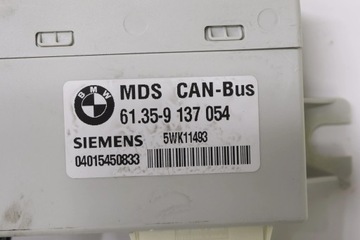 BMW
MDS CAN-Bus
61.35-9 137 054
SIEMENS 5WK11493
04015450833